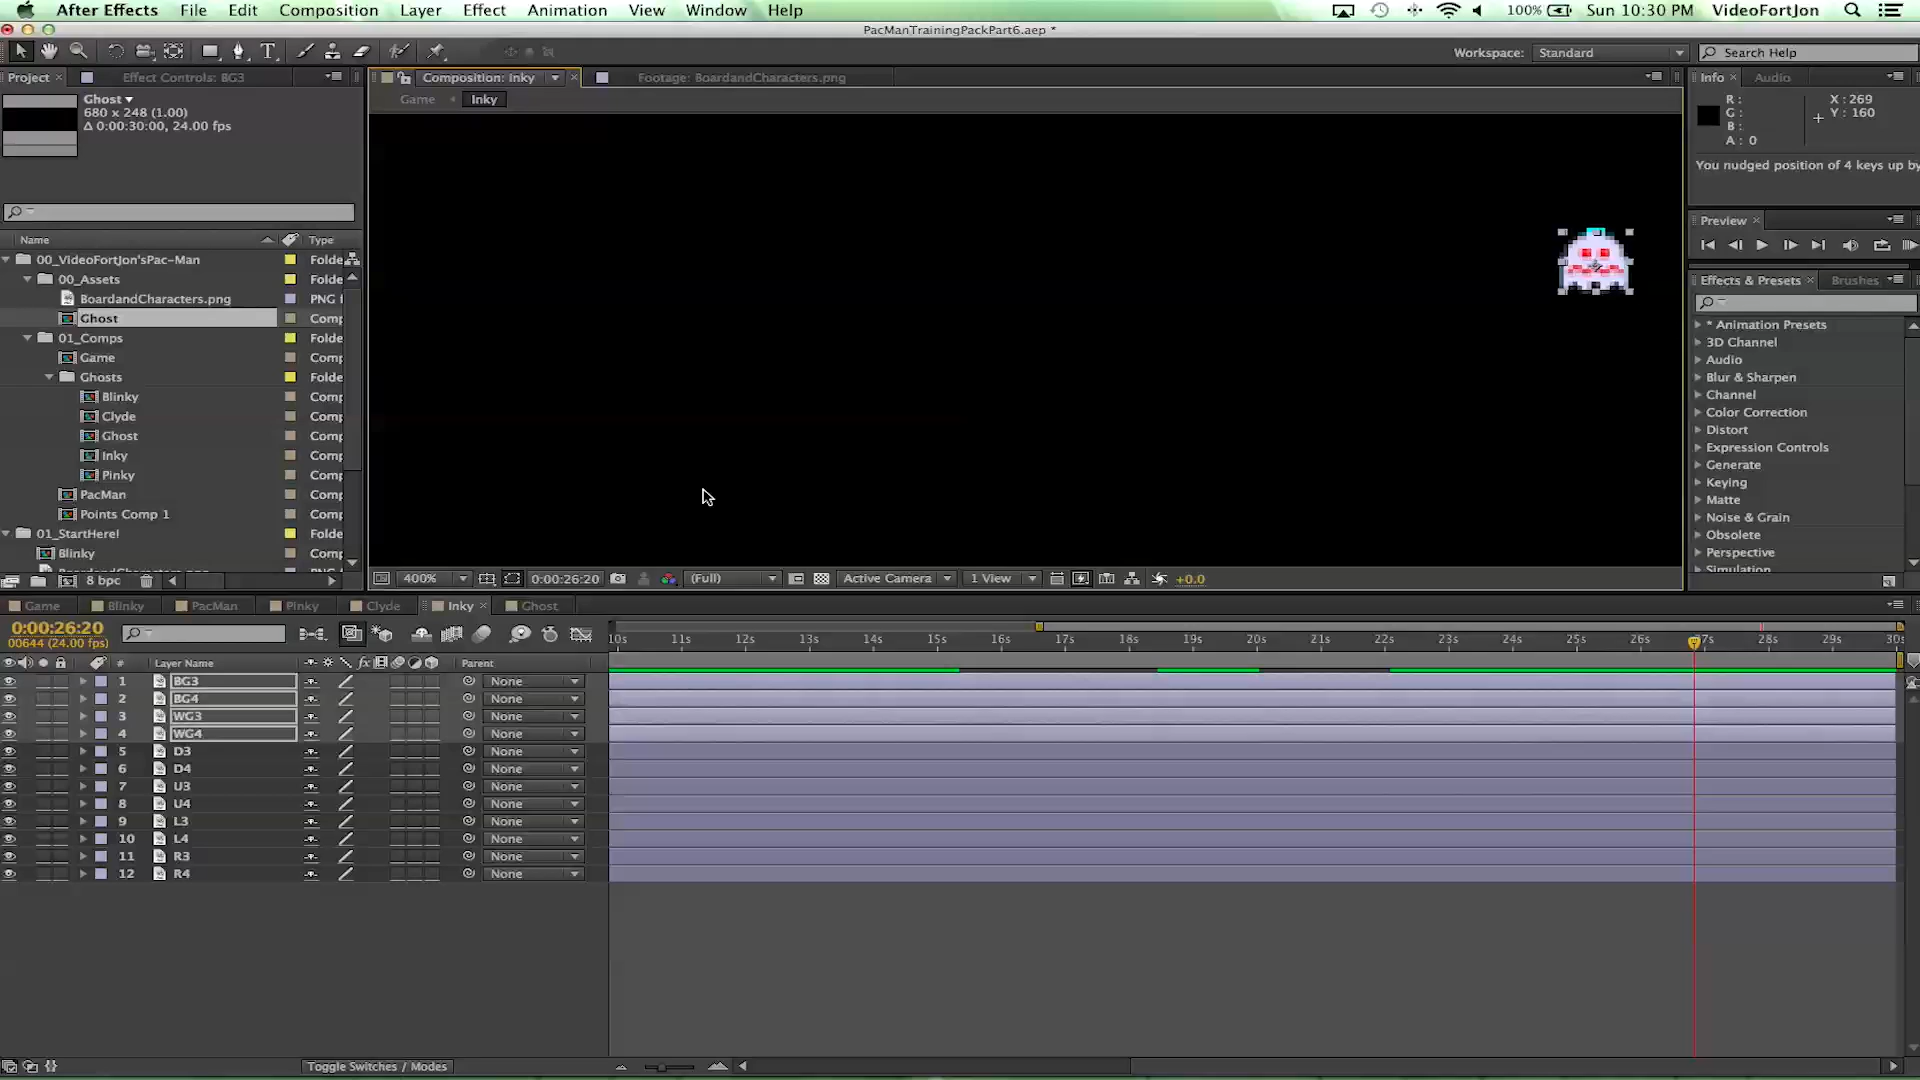 After Effects File Edit Composition Layer Effect Animation View Window Help 100% Sun 10:30 PM VideoFortJon
PacManTrainingPackPart6.aep *
Workspace: Standard Search Help
Project Effect Controls: BG3 Composition: Inky Footage: BoardandCharacters.png Info Audio
Ghost
680 x 248 (1.00)
Δ 0:00:30:00, 24.00 fps
Game Inky
R : X : 269
G : Y : 160
B :
A : 0
You nudged position of 4 keys up by
Preview
Name Type
00_VideoFortJon'sPac-Man Folde
00_Assets Folde
BoardandCharacters.png PNG f
Ghost Comp
01_Comps Folde
Game Comp
Ghosts Folde
Blinky Comp
Clyde Comp
Ghost Comp
Inky Comp
Pinky Comp
PacMan Comp
Points Comp 1 Comp
01_StartHere! Folde
Blinky Comp
8 bpc
Effects & Presets Brushes
* Animation Presets
3D Channel
Audio
Blur & Sharpen
Channel
Color Correction
Distort
Expression Controls
Generate
Keying
Matte
Noise & Grain
Obsolete
Perspective
Simulation
400% 0:00:26:20 (Full) Active Camera 1 View +0.0
Game Blinky PacMan Pinky Clyde Inky Ghost
0:00:26:20
00644 (24.00 fps)
10s 11s 12s 13s 14s 15s 16s 17s 18s 19s 20s 21s 22s 23s 24s 25s 26s 27s 28s 29s 30s
# Layer Name fx Parent
1 BG3 None
2 BG4 None
3 WG3 None
4 WG4 None
5 D3 None
6 D4 None
7 U3 None
8 U4 None
9 L3 None
10 L4 None
11 R3 None
12 R4 None
Toggle Switches / Modes